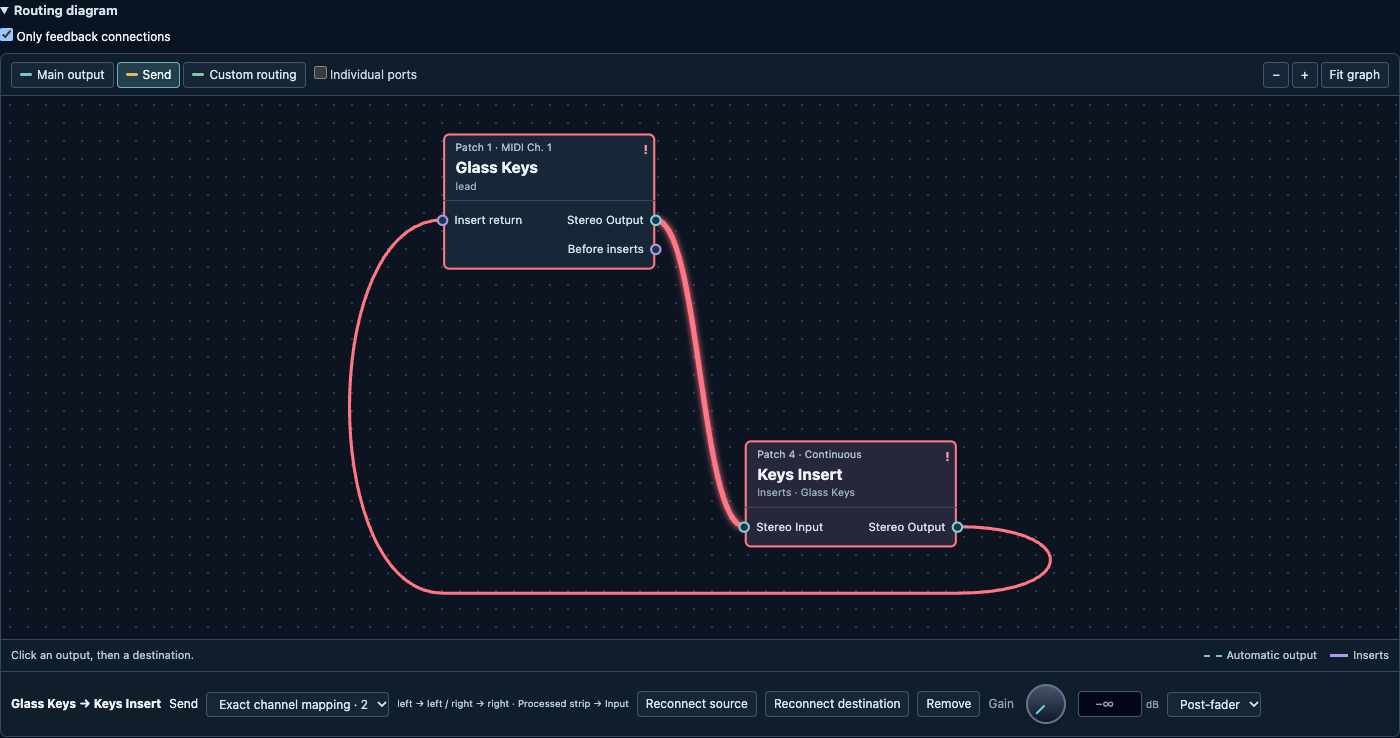 ▼ Routing diagram
Only feedback connections
Main output Send Custom routing Individual ports − + Fit graph
Patch 1 · MIDI Ch. 1 !
Glass Keys
lead
Insert return Stereo Output
Before inserts
Patch 4 · Continuous !
Keys Insert
Inserts · Glass Keys
Stereo Input Stereo Output
Click an output, then a destination. Automatic output Inserts
Glass Keys → Keys Insert Send Exact channel mapping · 2 left → left / right → right · Processed strip → Input Reconnect source Reconnect destination Remove Gain −∞ dB Post-fader